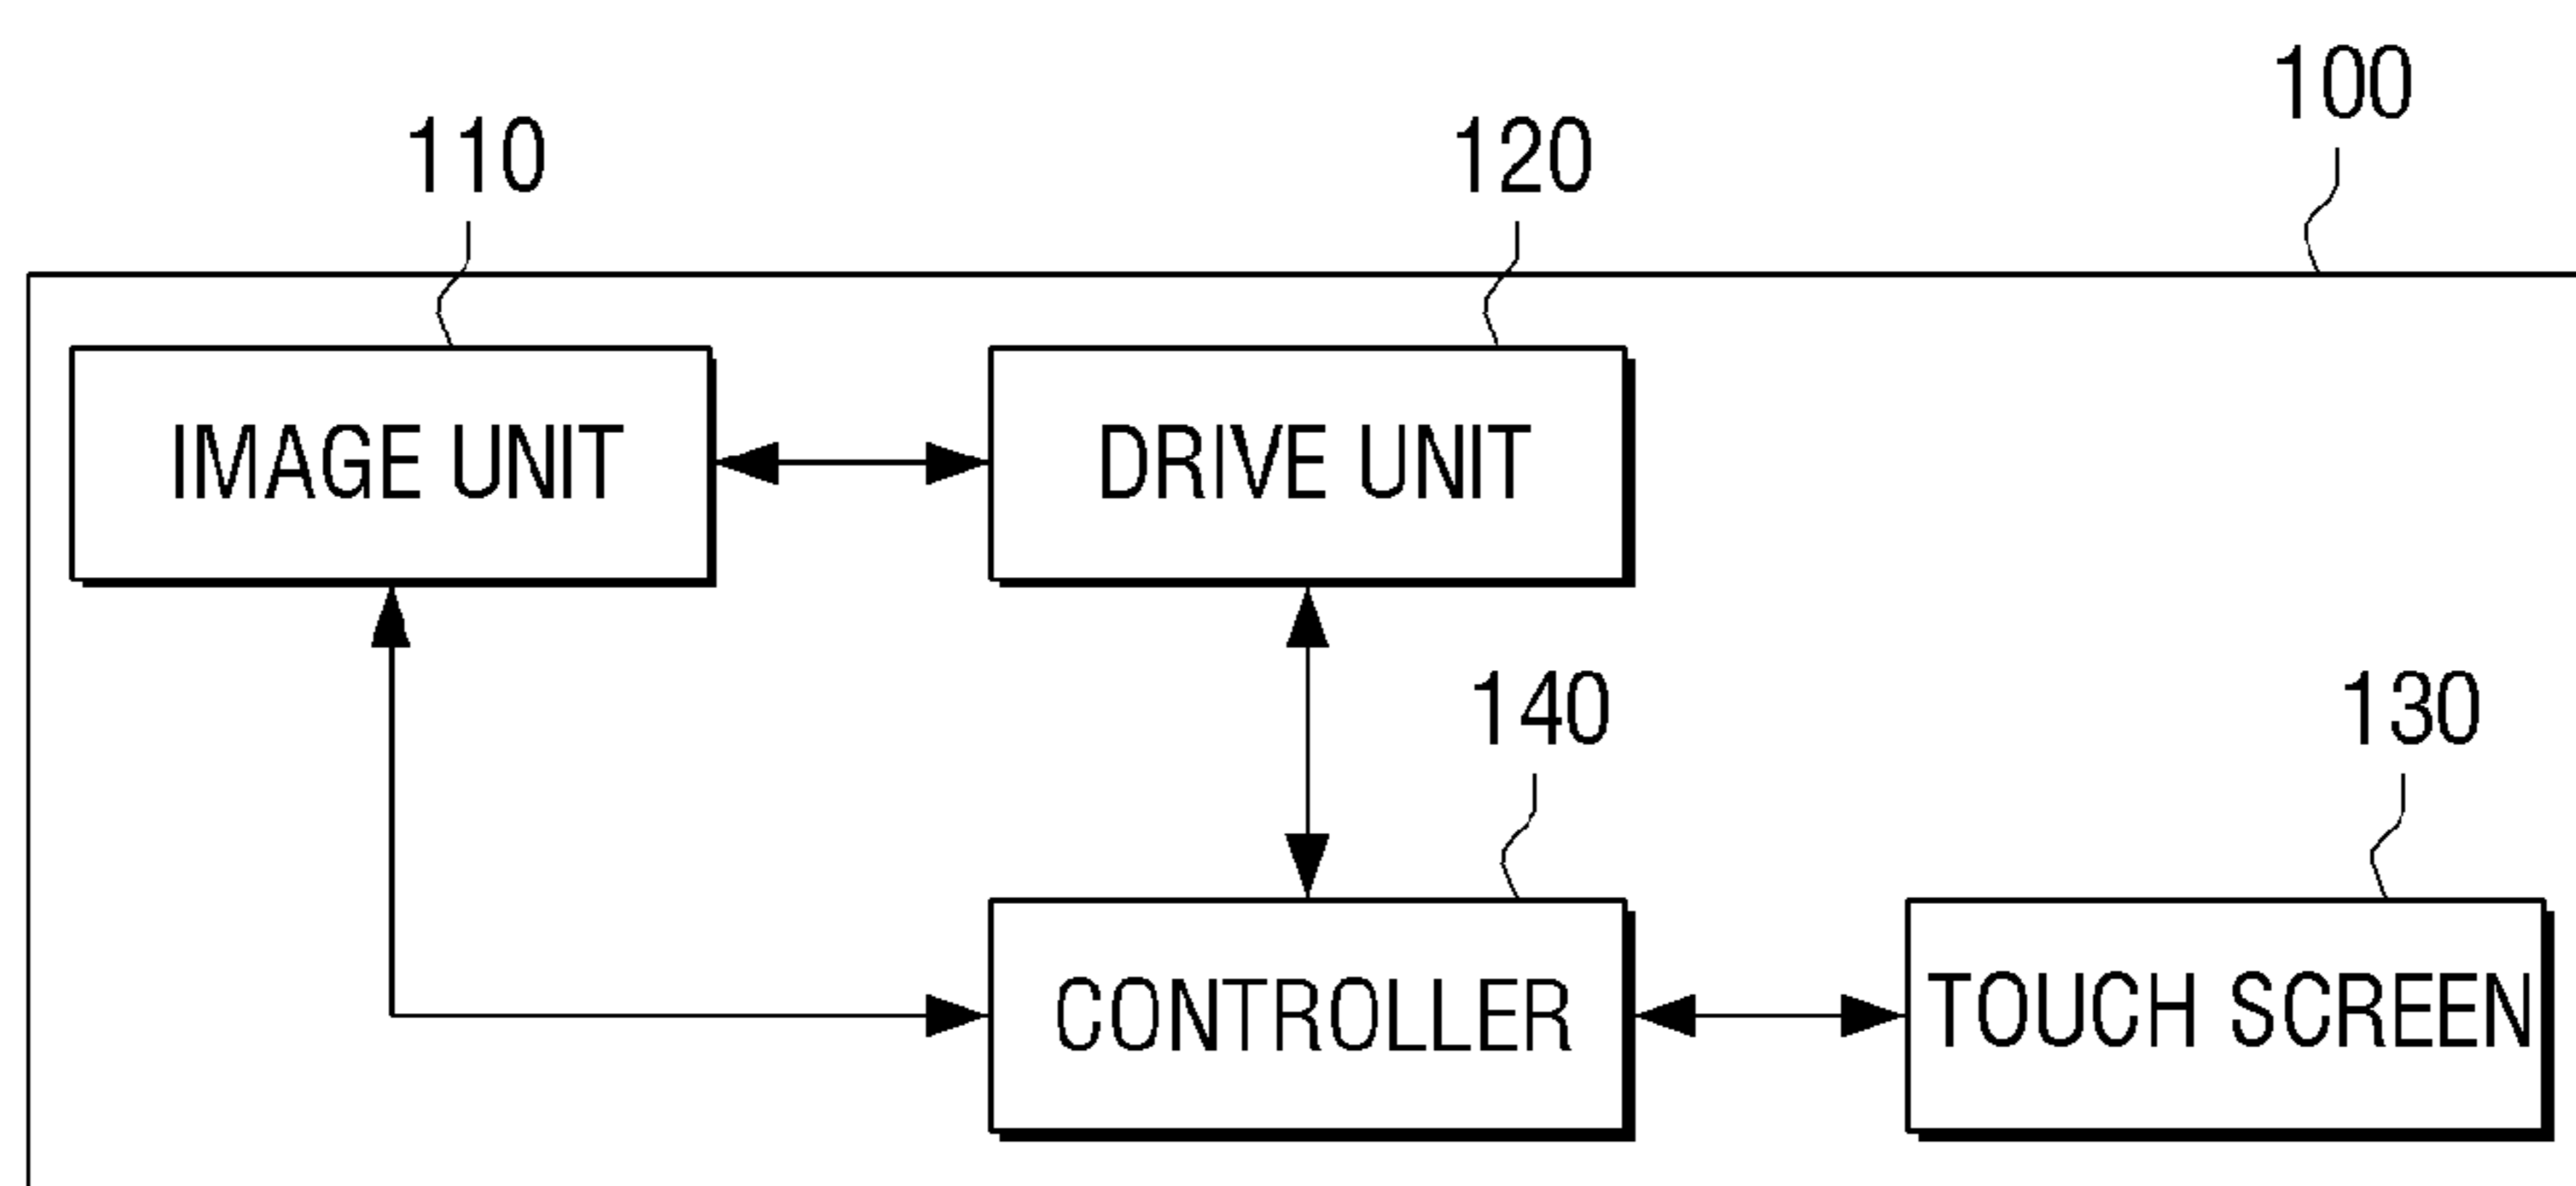 100
110
120
IMAGE UNIT
DRIVE UNIT
140
130
CONTROLLER
TOUCH SCREEN